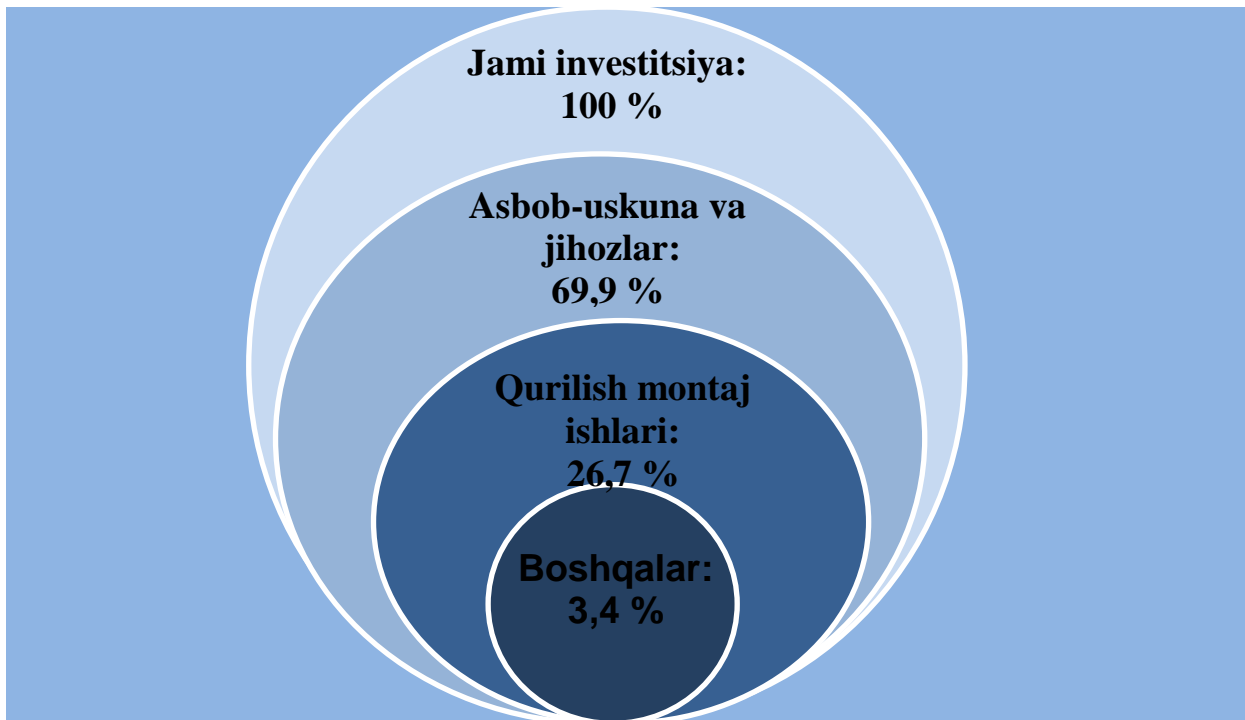 Jami investitsiya:
100 %
Asbob-uskuna va
jihozlar:
69,9 %
Qurilish montaj
ishlari:
26,7 %
Boshqalar:
3,4 %